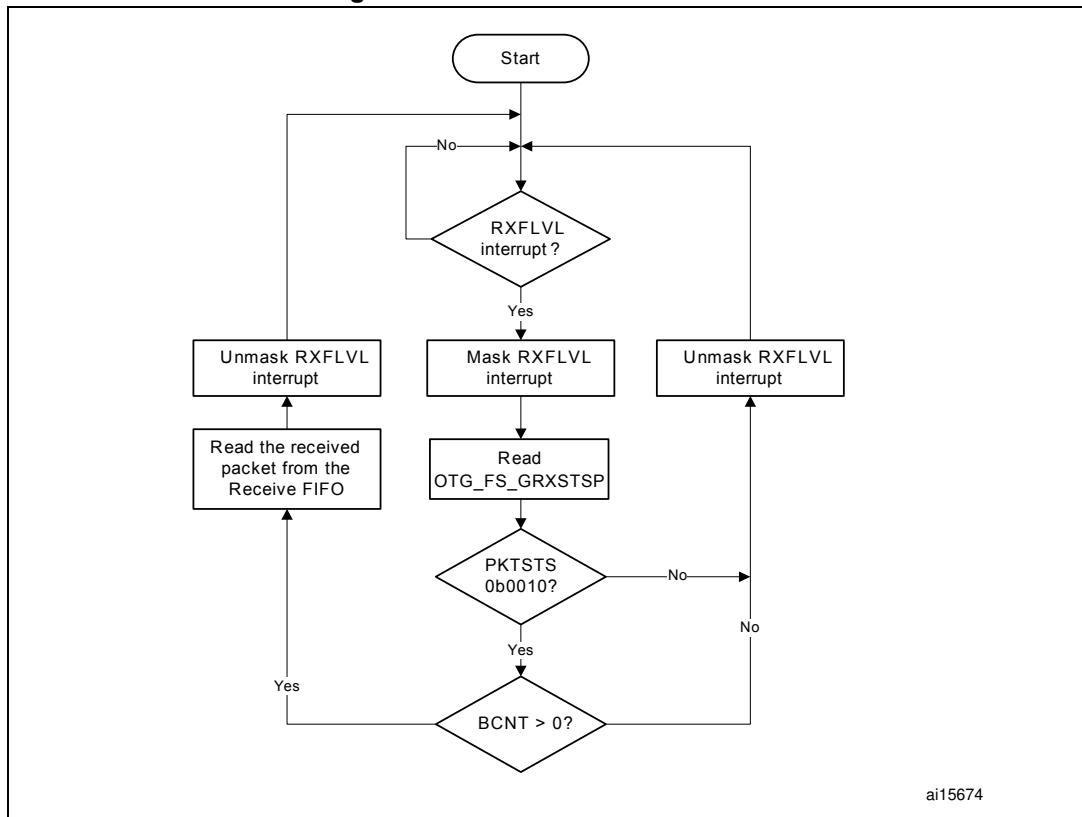 Start
No
RXFLVL
interrupt ?
Yes
Unmask RXFLVL
interrupt
Mask RXFLVL
interrupt
Unmask RXFLVL
interrupt
Read the received
packet from the
Receive FIFO
Read
OTG_FS_GRXSTSP
PKTSTS
0b0010?
No
No
Yes
Yes
BCNT > 0?
ai15674